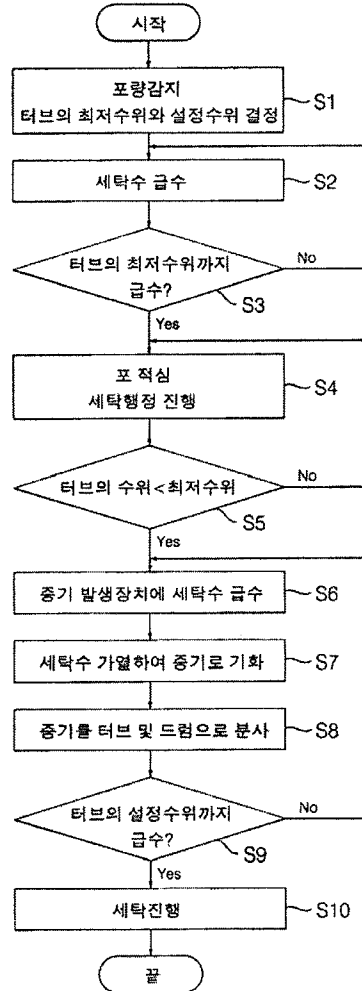 시작
포량감지
터브의 최저수위와 설정수위 결정
S1
세탁수 급수
S2
터브의 최저수위까지
급수?
No
S3
Yes
포 적심
세탁행정 진행
S4
터브의 수위<최저수위
No
S5
Yes
증기 발생장치에 세탁수 급수
S6
세탁수 가열하여 증기로 기화
S7
증기를 터브 및 드럼으로 분사
S8
터브의 설정수위까지
급수?
No
S9
Yes
세탁진행
S10
끝